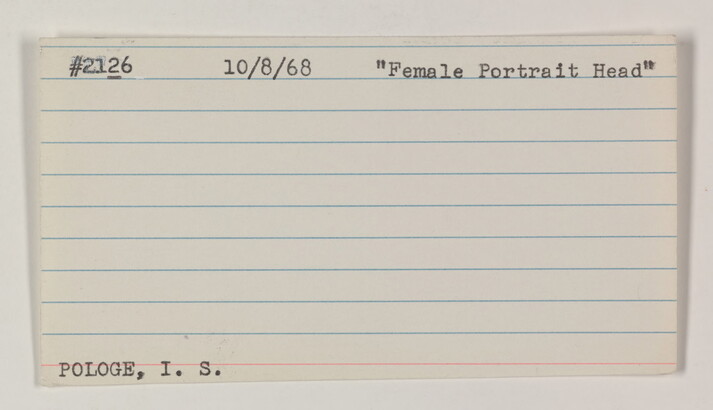 #2126 10/8/68 "Female Portrait Head"
POLOGE, I. S.